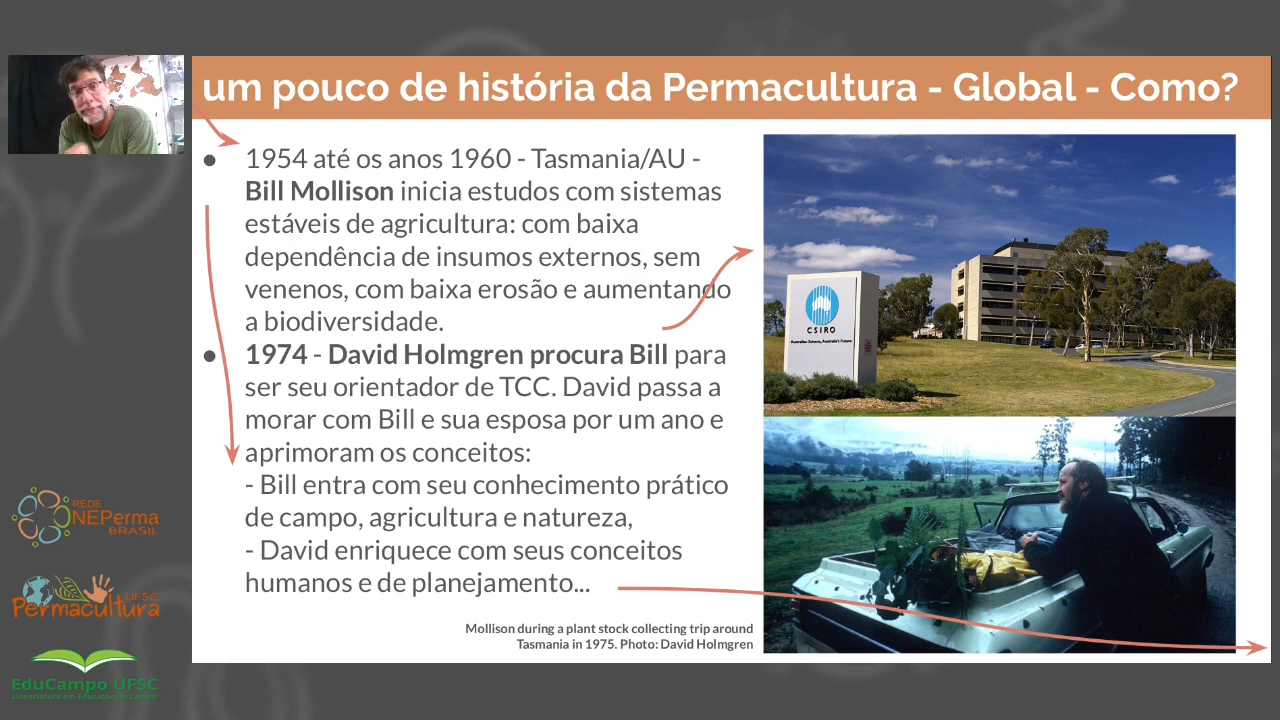 um pouco de história da Permacultura - Global - Como?
● 1954 até os anos 1960 - Tasmania/AU -
Bill Mollison inicia estudos com sistemas
estáveis de agricultura: com baixa
dependência de insumos externos, sem
venenos, com baixa erosão e aumentando
a biodiversidade.
● 1974 - David Holmgren procura Bill para
ser seu orientador de TCC. David passa a
morar com Bill e sua esposa por um ano e
aprimoram os conceitos:
- Bill entra com seu conhecimento prático
de campo, agricultura e natureza,
- David enriquece com seus conceitos
humanos e de planejamento...
Mollison during a plant stock collecting trip around
Tasmania in 1975. Photo: David Holmgren
CSIRO
Australian Science, Australia's Future
REDE
NEPerma
BRASIL
UFSC
Permacultura
EduCampo UFSC
Licenciatura em Educação do Campo